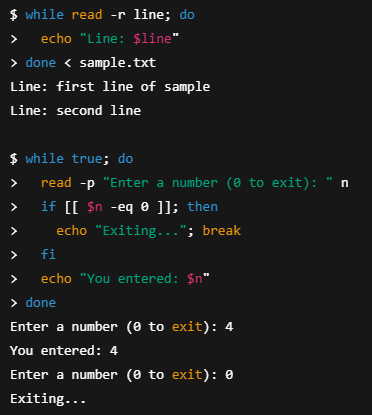 $ while read -r line; do
>   echo "Line: $line"
> done < sample.txt
Line: first line of sample
Line: second line

$ while true; do
>   read -p "Enter a number (0 to exit): " n
>   if [[ $n -eq 0 ]]; then
>     echo "Exiting..."; break
>   fi
>   echo "You entered: $n"
> done
Enter a number (0 to exit): 4
You entered: 4
Enter a number (0 to exit): 0
Exiting...